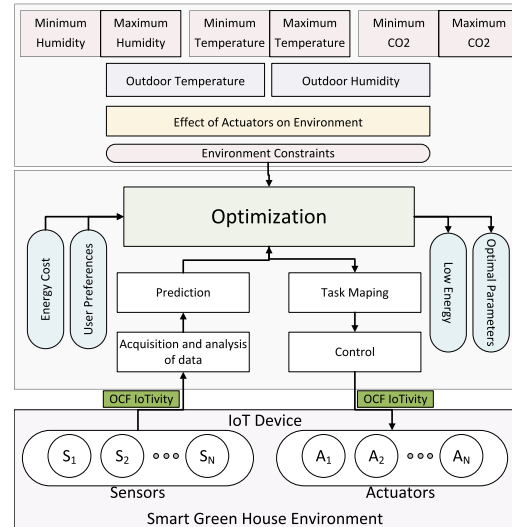 Minimum Humidity
Maximum Humidity
Minimum Temperature
Maximum Temperature
Minimum CO2
Maximum CO2
Outdoor Temperature
Outdoor Humidity
Effect of Actuators on Environment
Environment Constraints
Optimization
Energy Cost
User Preferences
Low Energy
Optimal Parameters
Prediction
Task Maping
Acquisition and analysis
of data
Control
OCF IoTivity
OCF IoTivity
IoT Device
S1 S2 SN
A1 A2 AN
Sensors
Actuators
Smart Green House Environment